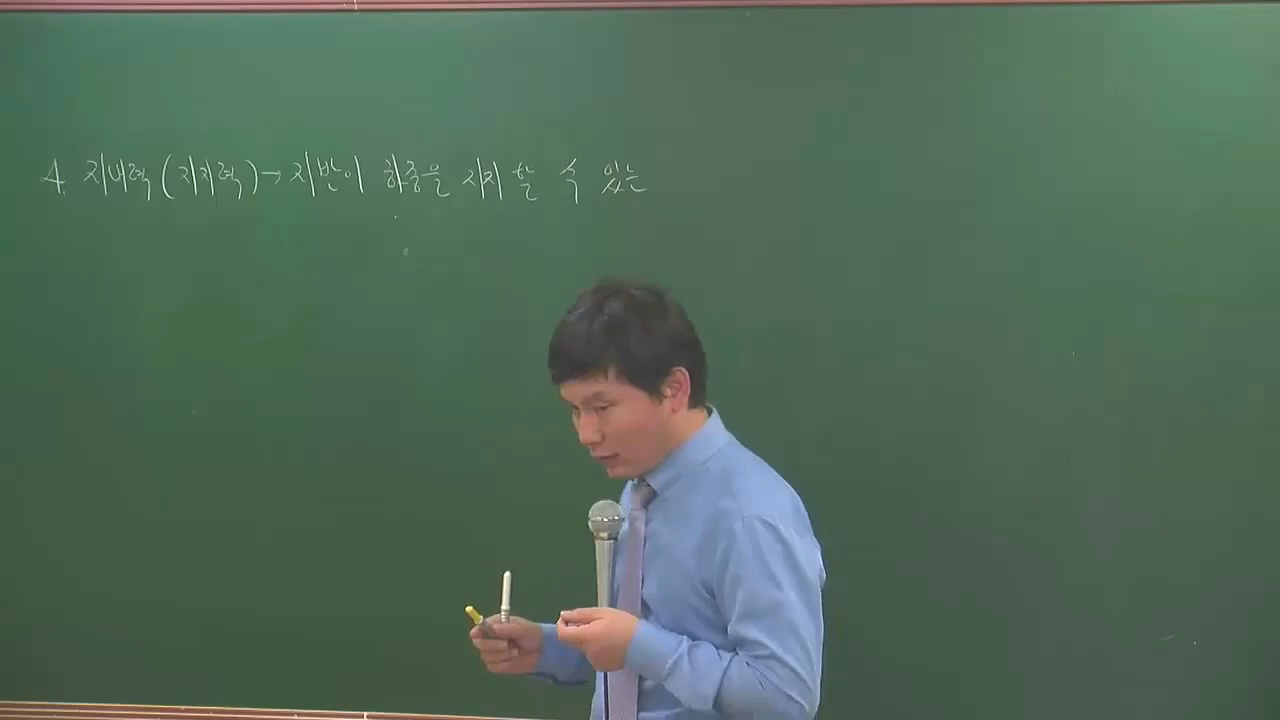 4. 지내력 (지지력) → 지반이 하중을 지지할 수 있는